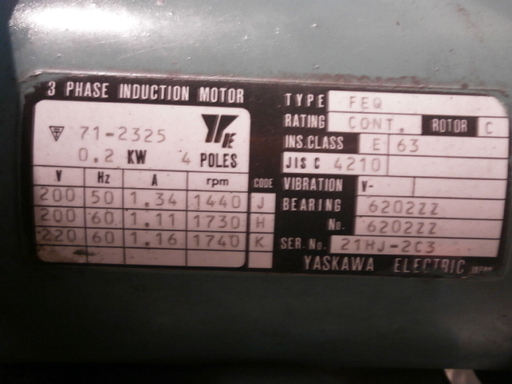 3 PHASE INDUCTION MOTOR
71-2325
0.2 KW 4 POLES
V Hz A rpm CODE
200 50 1.34 1440 J
200 60 1.11 1730 H
220 60 1.16 1740 K
TYPE FEQ
RATING CONT. ROTOR C
INS.CLASS E 63
JIS C 4210
VIBRATION V-
BEARING 6202ZZ
No. 6202ZZ
SER. No. 21HJ-2C3
YASKAWA ELECTRIC JAPAN